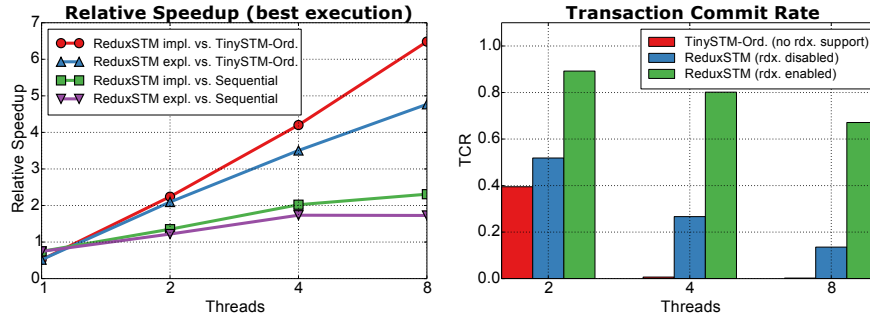 Relative Speedup (best execution)
7
6
5
4
3
2
1
0
Relative Speedup
ReduxSTM impl. vs. TinySTM-Ord.
ReduxSTM expl. vs. TinySTM-Ord.
ReduxSTM impl. vs. Sequential
ReduxSTM expl. vs. Sequential
1 2 4 8
Threads
Transaction Commit Rate
1.0
0.8
0.6
0.4
0.2
0.0
TCR
TinySTM-Ord. (no rdx. support)
ReduxSTM (rdx. disabled)
ReduxSTM (rdx. enabled)
2 4 8
Threads